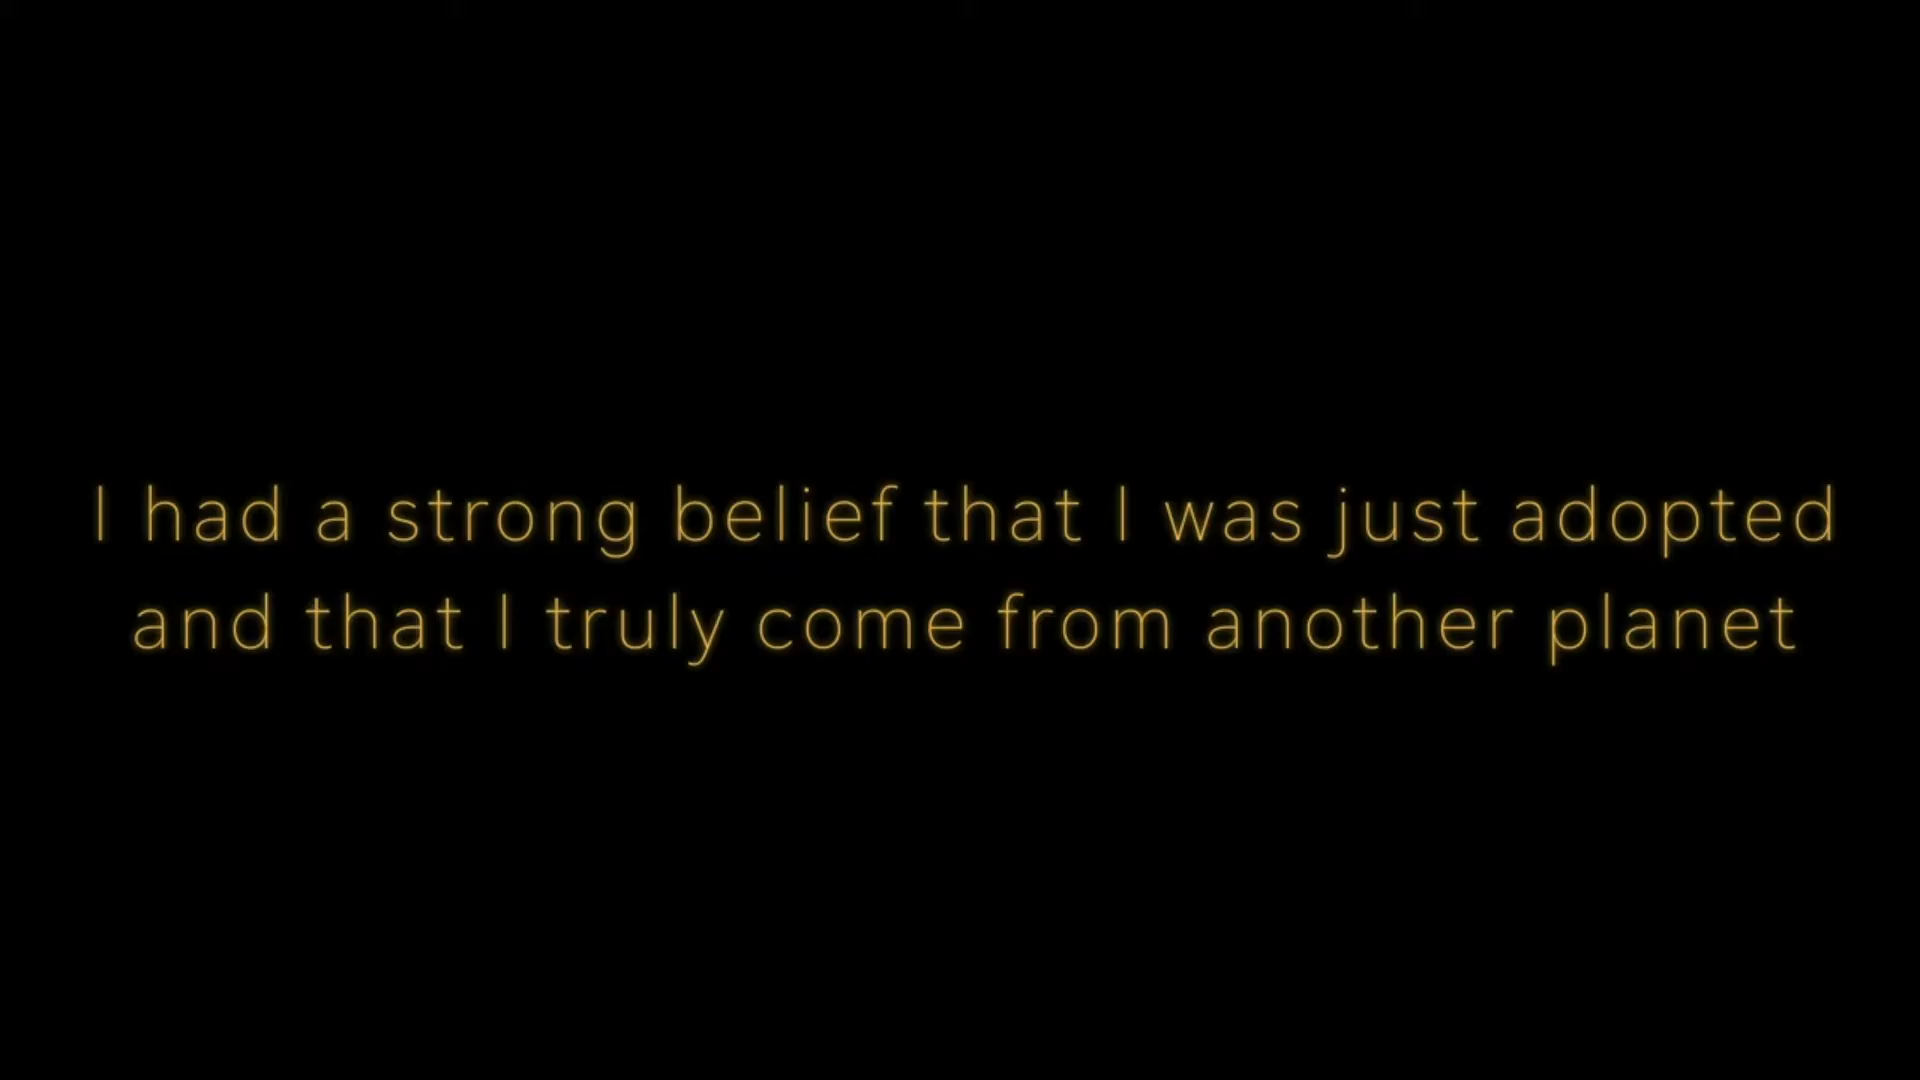 I had a strong belief that I was just adopted
and that I truly come from another planet